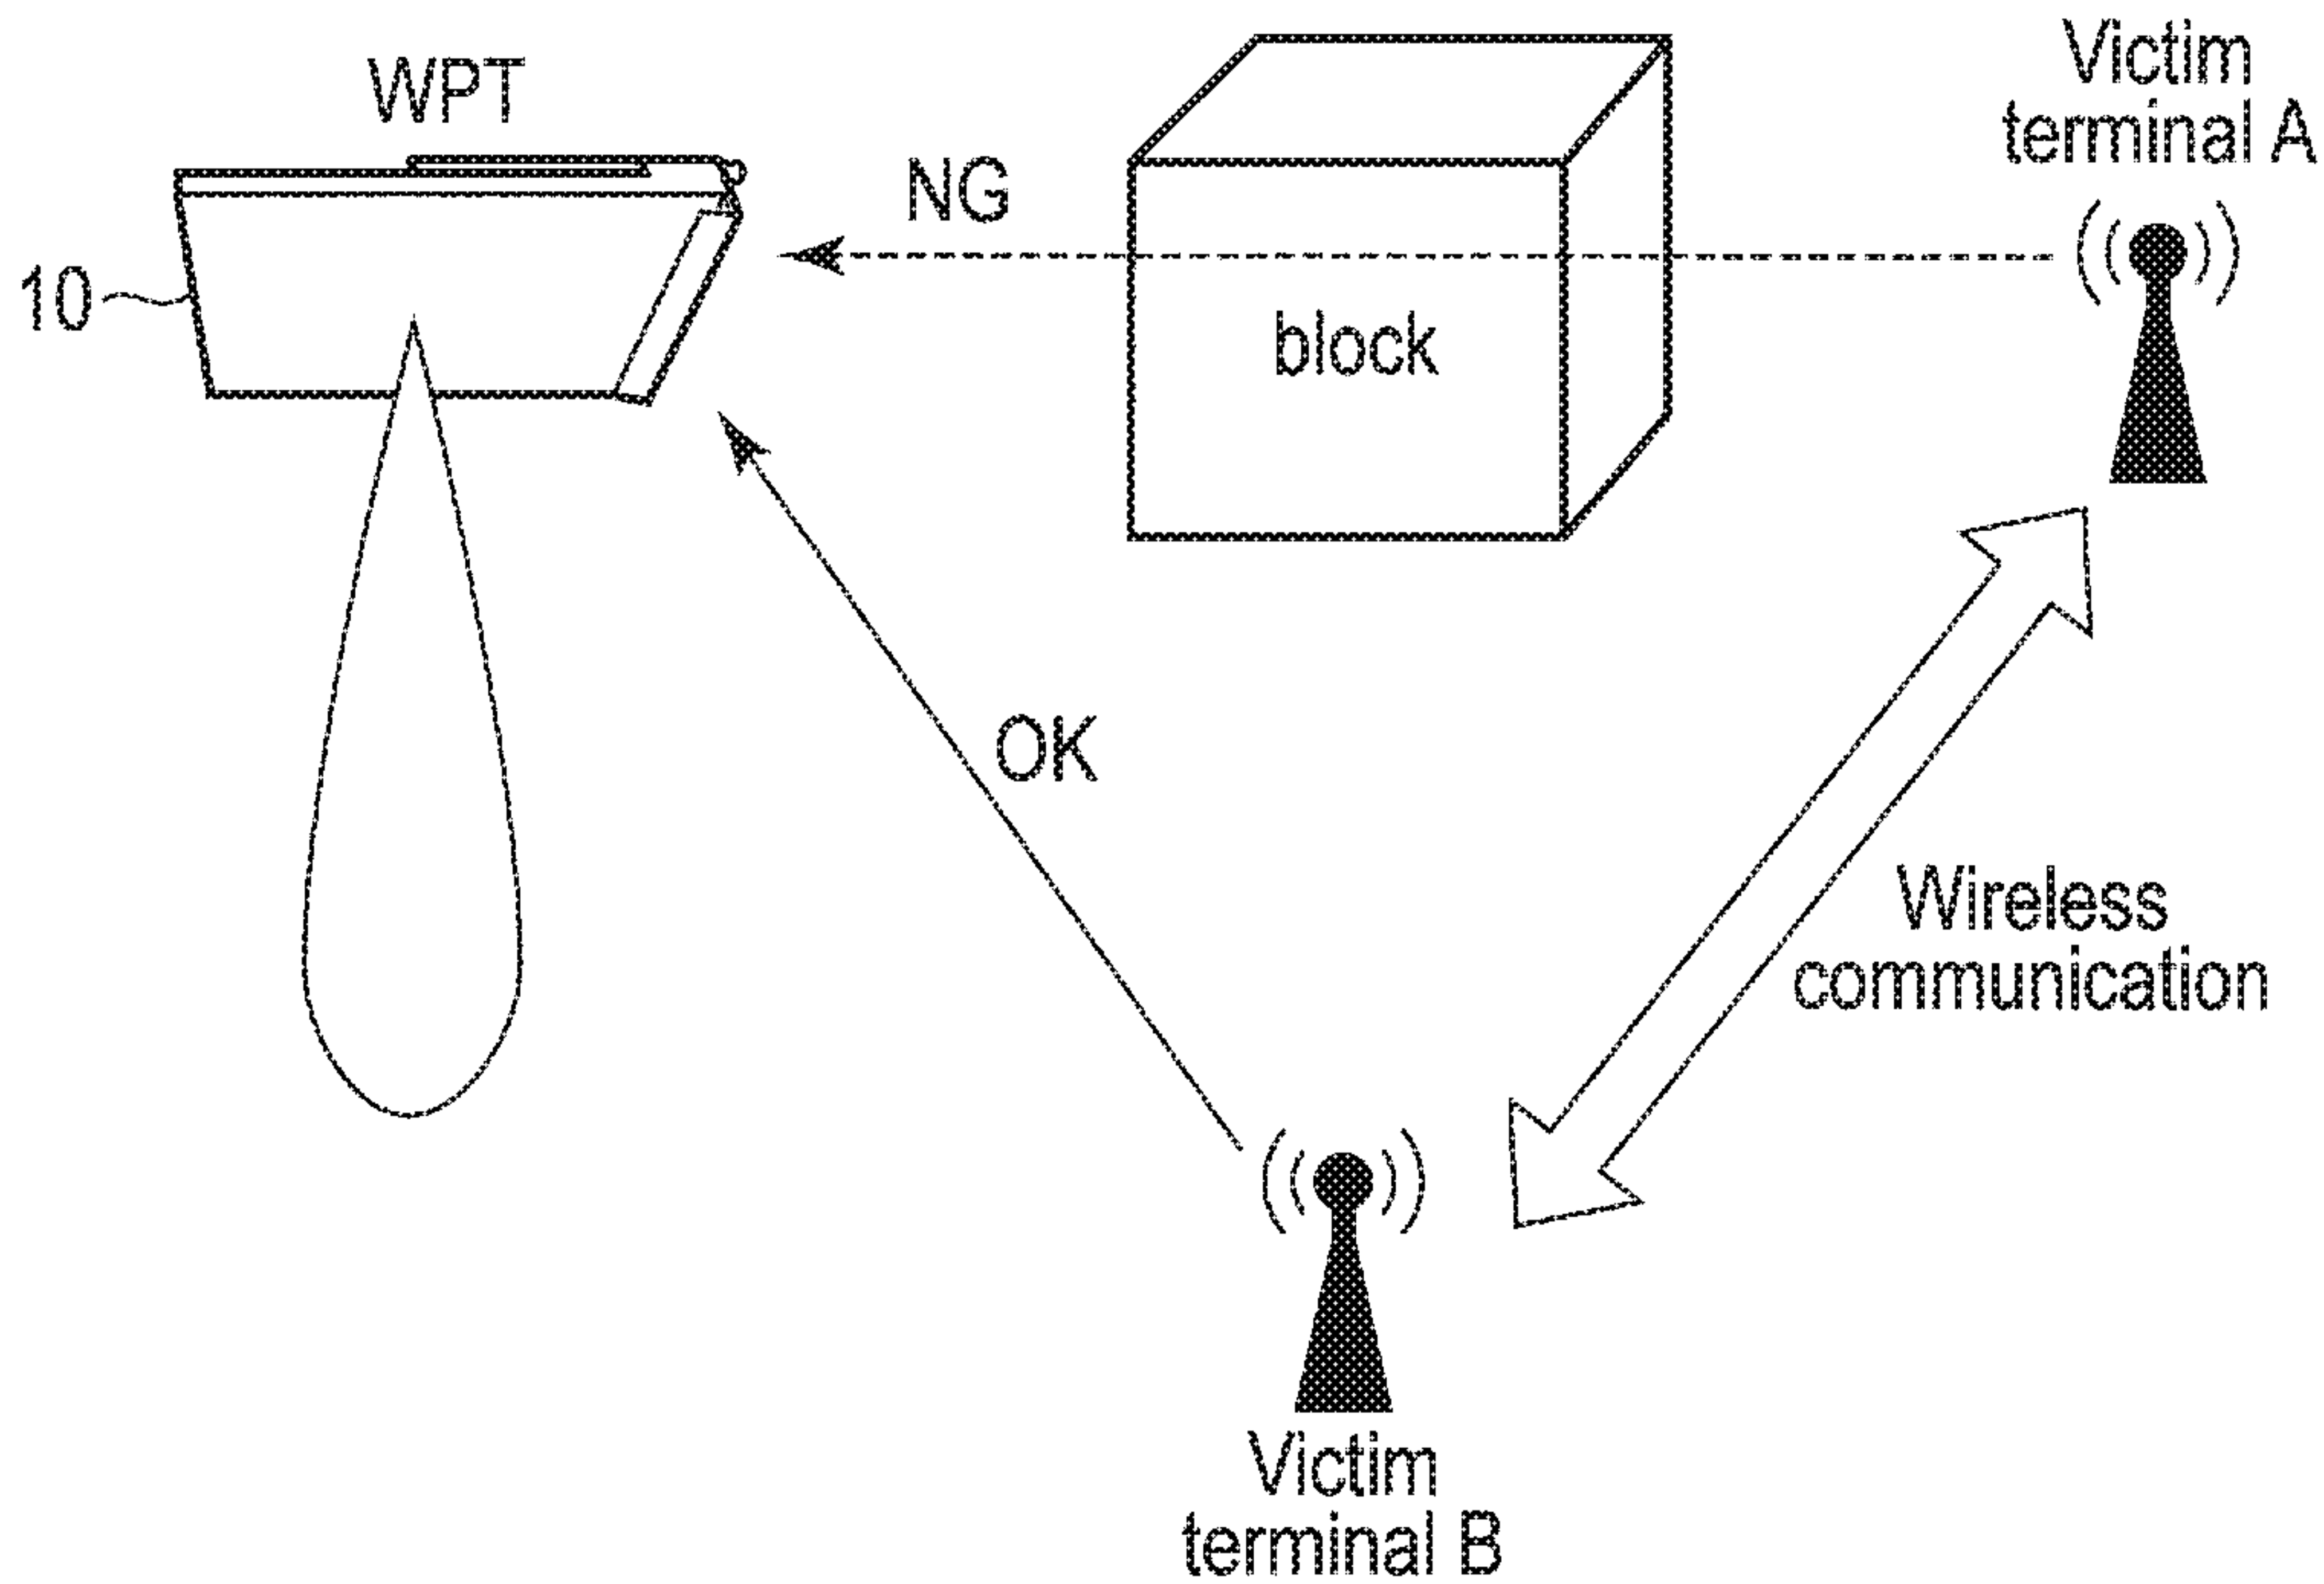 WPT
Victim
terminal A
NG
10
block
OK
Wireless
communication
Victim
terminal B